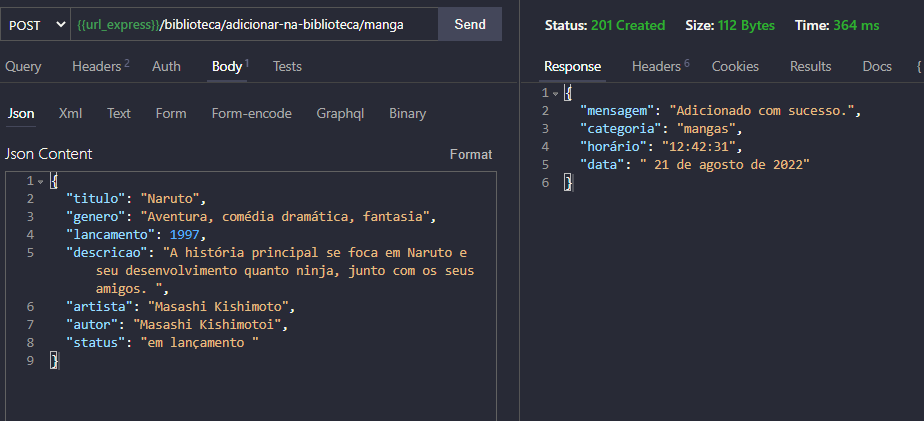 POST {{url_express}}/biblioteca/adicionar-na-biblioteca/manga Send
Query Headers 2 Auth Body 1 Tests
Json Xml Text Form Form-encode Graphql Binary
Json Content Format
1 {
2 "titulo": "Naruto",
3 "genero": "Aventura, comédia dramática, fantasia",
4 "lancamento": 1997,
5 "descricao": "A história principal se foca em Naruto e
seu desenvolvimento quanto ninja, junto com os seus
amigos. ",
6 "artista": "Masashi Kishimoto",
7 "autor": "Masashi Kishimotoi",
8 "status": "em lançamento "
9 }
Status: 201 Created Size: 112 Bytes Time: 364 ms
Response Headers 6 Cookies Results Docs {
1 {
2 "mensagem": "Adicionado com sucesso.",
3 "categoria": "mangas",
4 "horário": "12:42:31",
5 "data": " 21 de agosto de 2022"
6 }